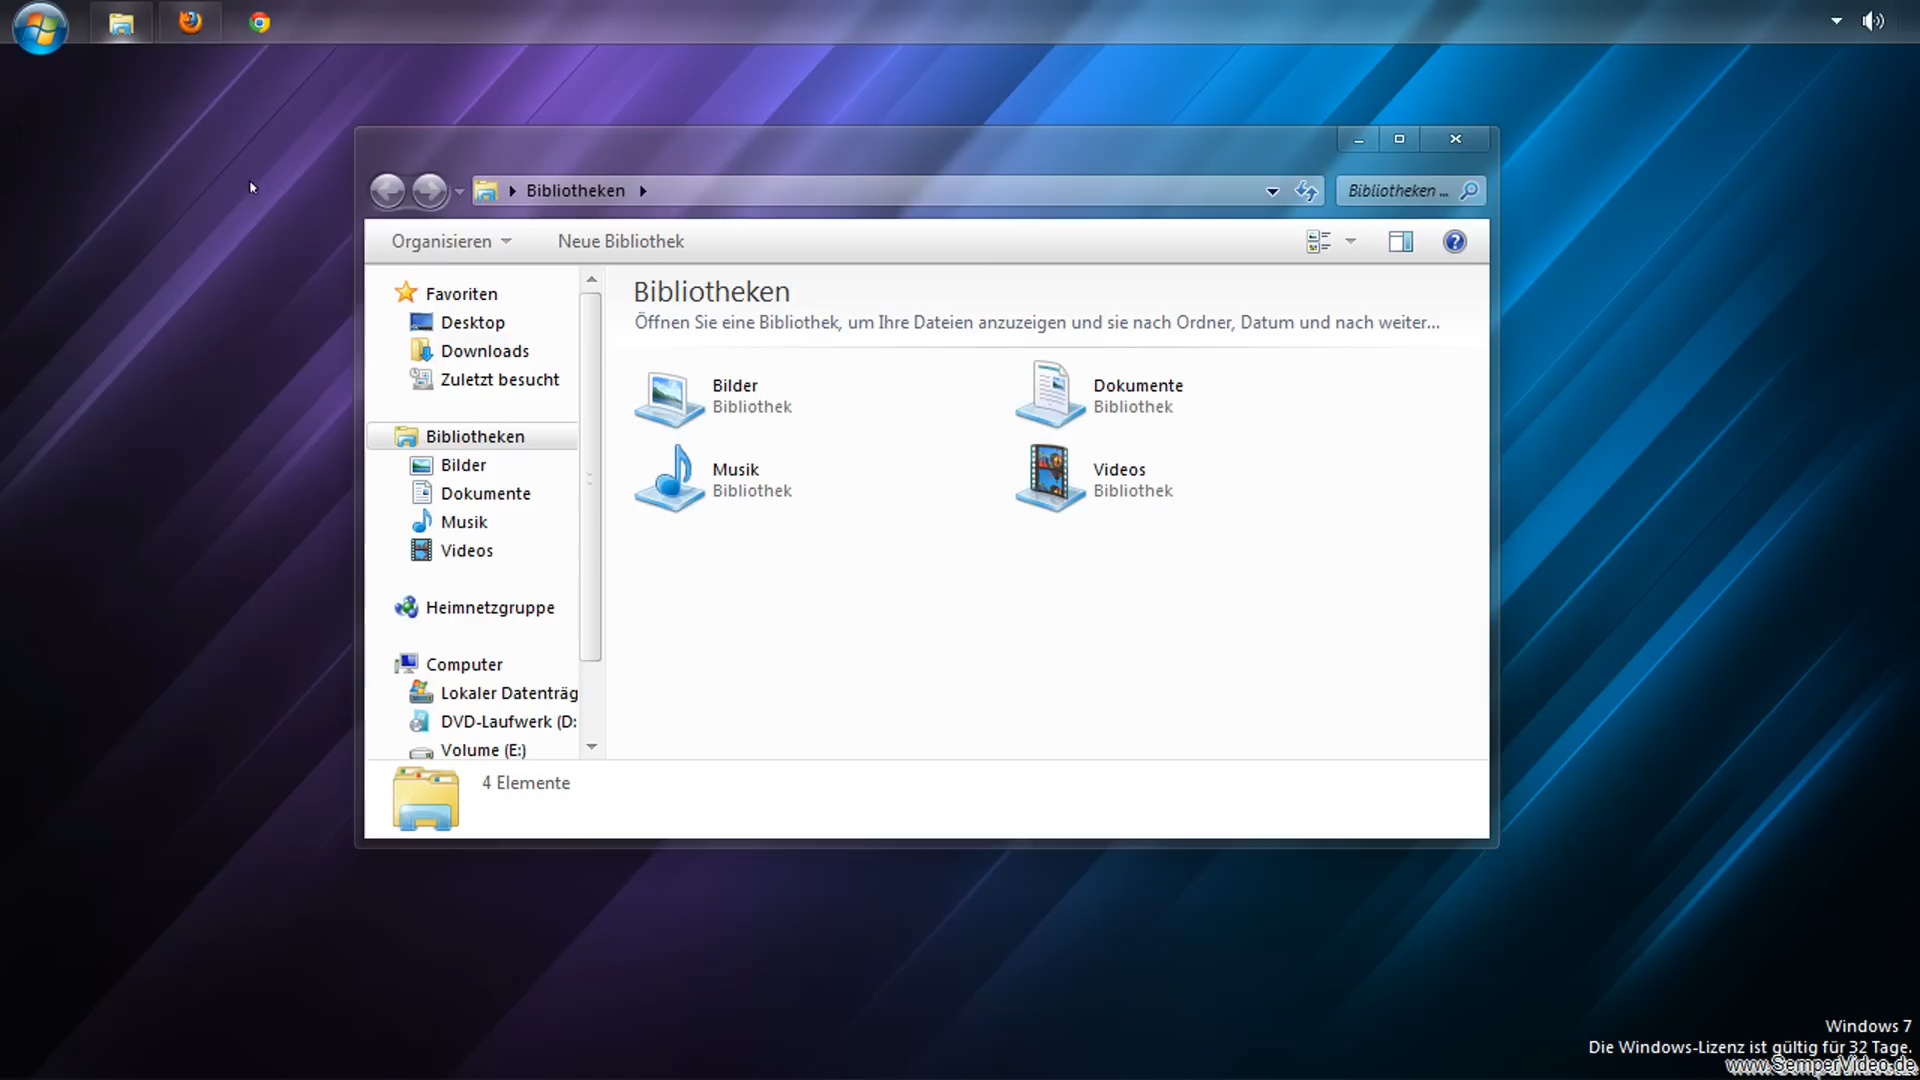 Bibliotheken
Bibliotheken ...
Organisieren
Neue Bibliothek
Favoriten
Desktop
Downloads
Zuletzt besucht
Bibliotheken
Bilder
Dokumente
Musik
Videos
Heimnetzgruppe
Computer
Lokaler Datenträg
DVD-Laufwerk (D:
Volume (E:)
Bibliotheken
Öffnen Sie eine Bibliothek, um Ihre Dateien anzuzeigen und sie nach Ordner, Datum und nach weiter...
Bilder
Bibliothek
Dokumente
Bibliothek
Musik
Bibliothek
Videos
Bibliothek
4 Elemente
Windows 7
Die Windows-Lizenz ist gültig für 32 Tage.
www.SemperVideo.de